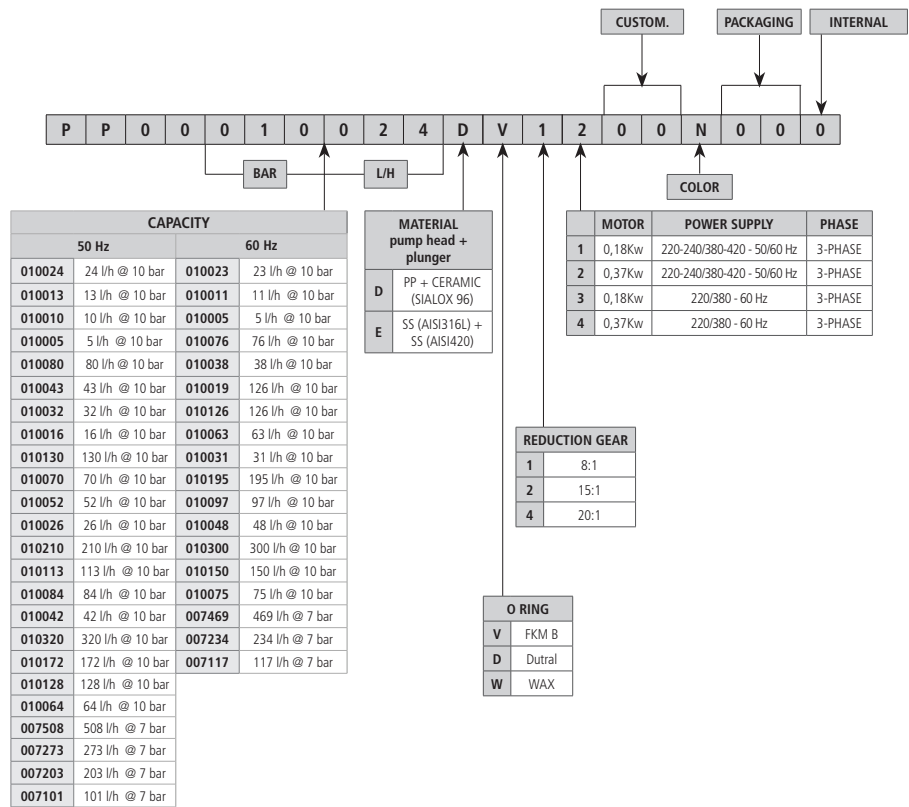 CUSTOM. PACKAGING INTERNAL
P P 0 0 0 1 0 0 2 4 D V 1 2 0 0 N 0 0 0
BAR L/H
COLOR
CAPACITY
50 Hz 60 Hz
010024 24 l/h @ 10 bar 010023 23 l/h @ 10 bar
010013 13 l/h @ 10 bar 010011 11 l/h @ 10 bar
010010 10 l/h @ 10 bar 010005 5 l/h @ 10 bar
010005 5 l/h @ 10 bar 010076 76 l/h @ 10 bar
010080 80 l/h @ 10 bar 010038 38 l/h @ 10 bar
010043 43 l/h @ 10 bar 010019 126 l/h @ 10 bar
010032 32 l/h @ 10 bar 010126 126 l/h @ 10 bar
010016 16 l/h @ 10 bar 010063 63 l/h @ 10 bar
010130 130 l/h @ 10 bar 010031 31 l/h @ 10 bar
010070 70 l/h @ 10 bar 010195 195 l/h @ 10 bar
010052 52 l/h @ 10 bar 010097 97 l/h @ 10 bar
010026 26 l/h @ 10 bar 010048 48 l/h @ 10 bar
010210 210 l/h @ 10 bar 010300 300 l/h @ 10 bar
010113 113 l/h @ 10 bar 010150 150 l/h @ 10 bar
010084 84 l/h @ 10 bar 010075 75 l/h @ 10 bar
010042 42 l/h @ 10 bar 007469 469 l/h @ 7 bar
010320 320 l/h @ 10 bar 007234 234 l/h @ 7 bar
010172 172 l/h @ 10 bar 007117 117 l/h @ 7 bar
010128 128 l/h @ 10 bar
010064 64 l/h @ 10 bar
007508 508 l/h @ 7 bar
007273 273 l/h @ 7 bar
007203 203 l/h @ 7 bar
007101 101 l/h @ 7 bar
MATERIAL
pump head +
plunger
D PP + CERAMIC
(SIALOX 96)
E SS (AISI316L) +
SS (AISI420)
MOTOR POWER SUPPLY PHASE
1 0,18Kw 220-240/380-420 - 50/60 Hz 3-PHASE
2 0,37Kw 220-240/380-420 - 50/60 Hz 3-PHASE
3 0,18Kw 220/380 - 60 Hz 3-PHASE
4 0,37Kw 220/380 - 60 Hz 3-PHASE
REDUCTION GEAR
1 8:1
2 15:1
4 20:1
O RING
V FKM B
D Dutral
W WAX